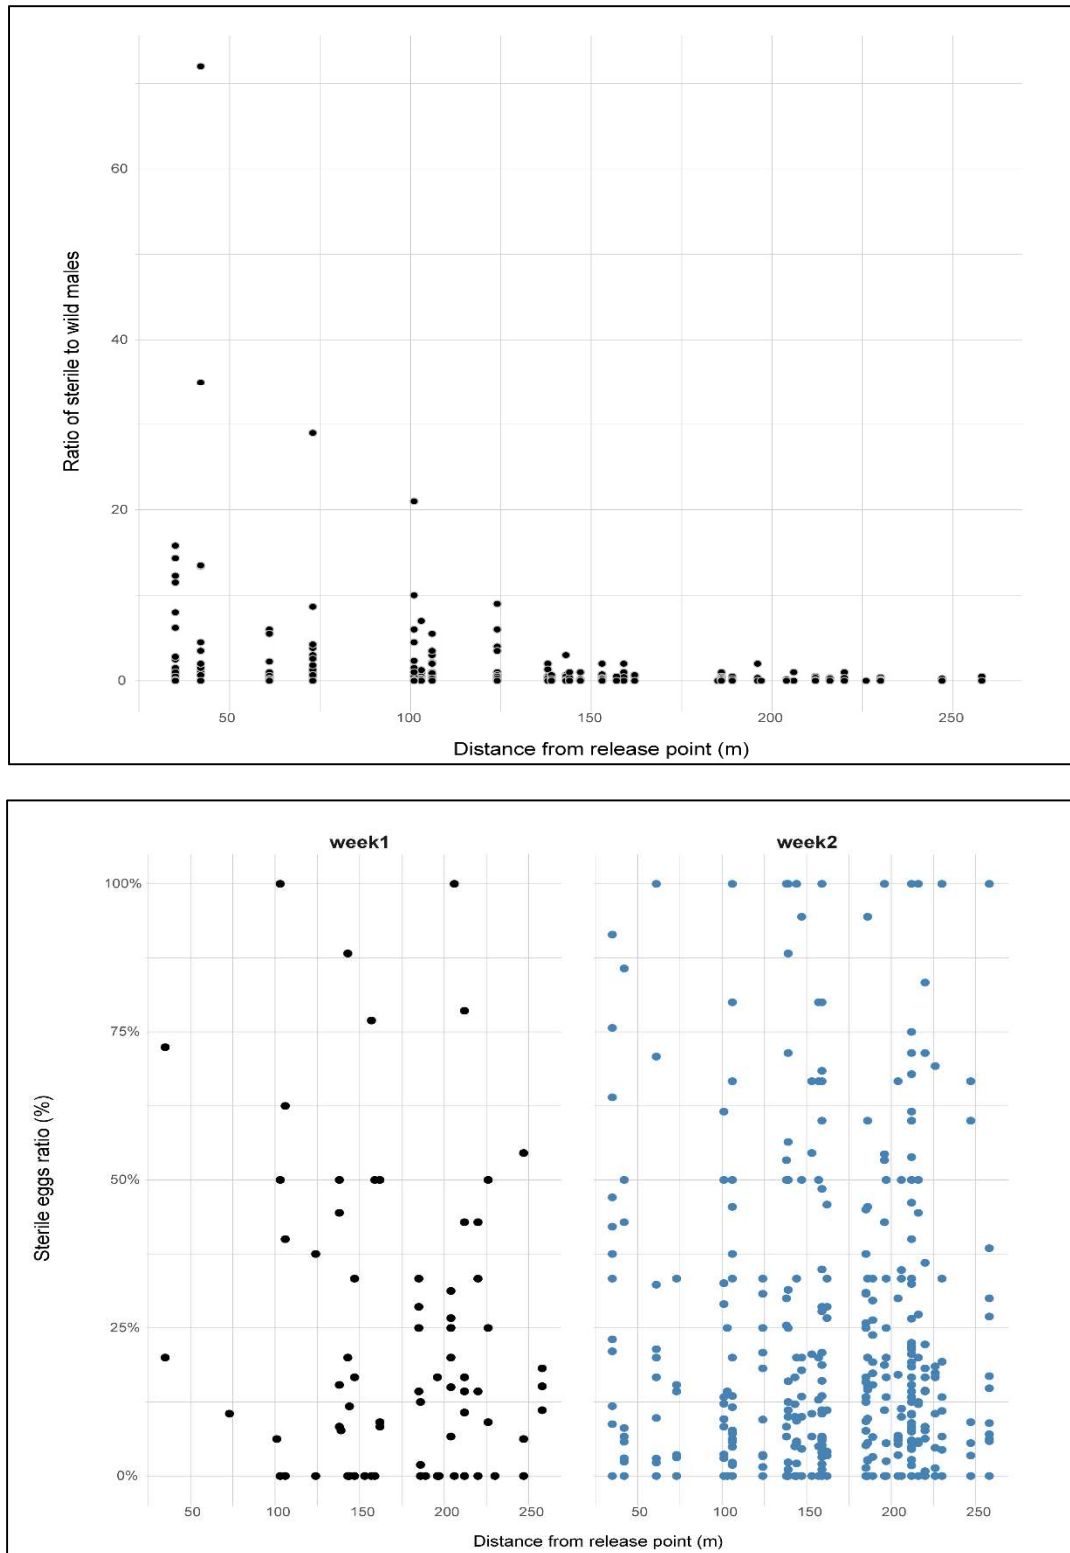 60
40
20
0
Ratio of sterile to wild males
50 100 150 200 250
Distance from release point (m)
week1 week2
100%
75%
50%
25%
0%
Sterile eggs ratio (%)
50 100 150 200 250 50 100 150 200 250
Distance from release point (m)